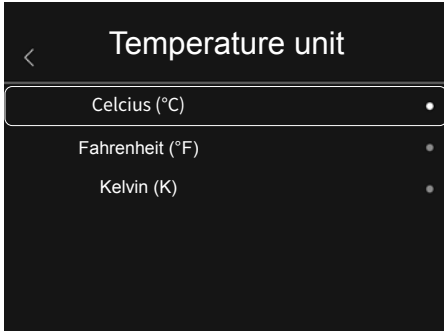 Temperature unit
Celcius (°C)
Fahrenheit (°F)
Kelvin (K)